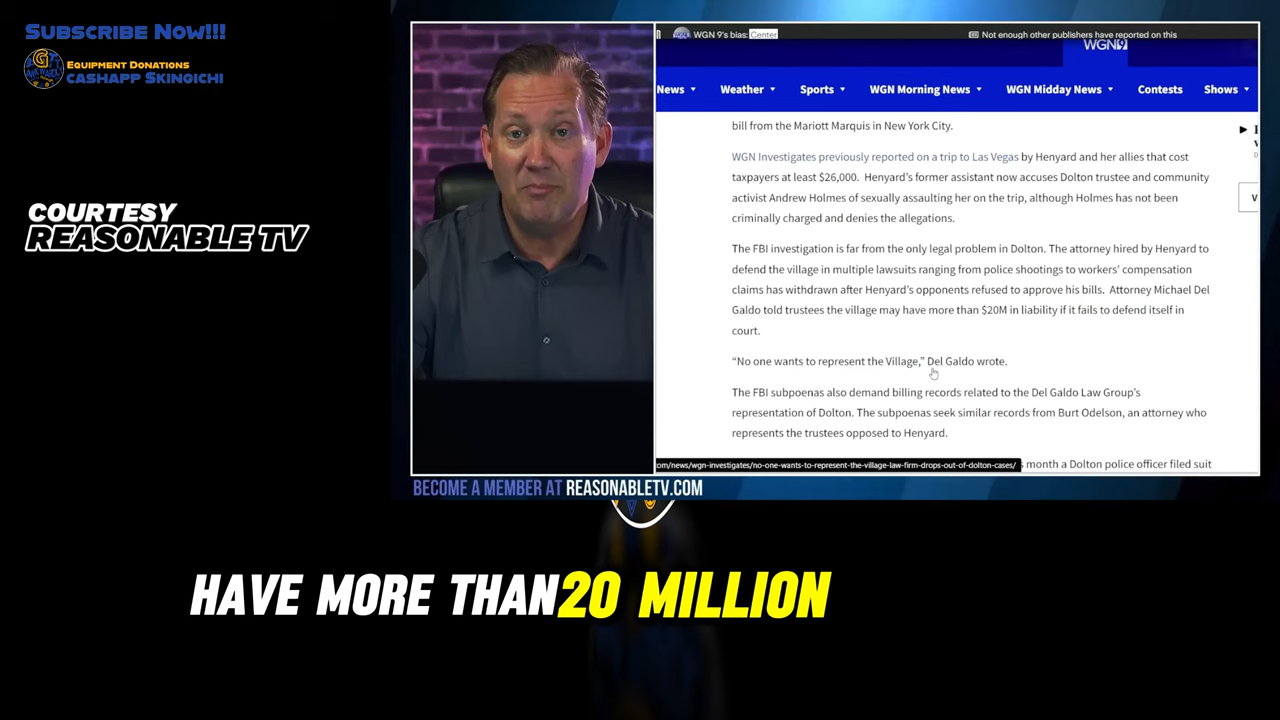 Subscribe Now!!!
Equipment Donations
CASHAPP Skinoichi
COURTESY
REASONABLE TV
WGN 9's bias: Center
Not enough other publishers have reported on this
WGN9
News
Weather
Sports
WGN Morning News
WGN Midday News
Contests
Shows
bill from the Mariott Marquis in New York City.
WGN Investigates previously reported on a trip to Las Vegas by Henyard and her allies that cost
taxpayers at least $26,000. Henyard's former assistant now accuses Dolton trustee and community
activist Andrew Holmes of sexually assaulting her on the trip, although Holmes has not been
criminally charged and denies the allegations.
The FBI investigation is far from the only legal problem in Dolton. The attorney hired by Henyard to
defend the village in multiple lawsuits ranging from police shootings to workers' compensation
claims has withdrawn after Henyard's opponents refused to approve his bills. Attorney Michael Del
Galdo told trustees the village may have more than $20M in liability if it fails to defend itself in
court.
“No one wants to represent the Village,” Del Galdo wrote.
The FBI subpoenas also demand billing records related to the Del Galdo Law Group's
representation of Dolton. The subpoenas seek similar records from Burt Odelson, an attorney who
represents the trustees opposed to Henyard.
com/news/wgn-investigates/no-one-wants-to-represent-the-village-law-firm-drops-out-of-dolton-cases/
month a Dolton police officer filed suit
BECOME A MEMBER AT REASONABLETV.COM
HAVE MORE THAN 20 MILLION